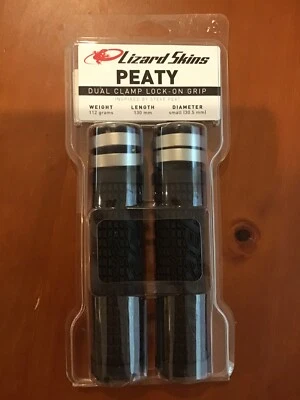 Lizard Skins
PEATY
DUAL CLAMP LOCK-ON GRIP
INSPIRED BY STEVE PEAT
WEIGHT LENGTH DIAMETER
112 grams 130 mm small (30.5 mm)